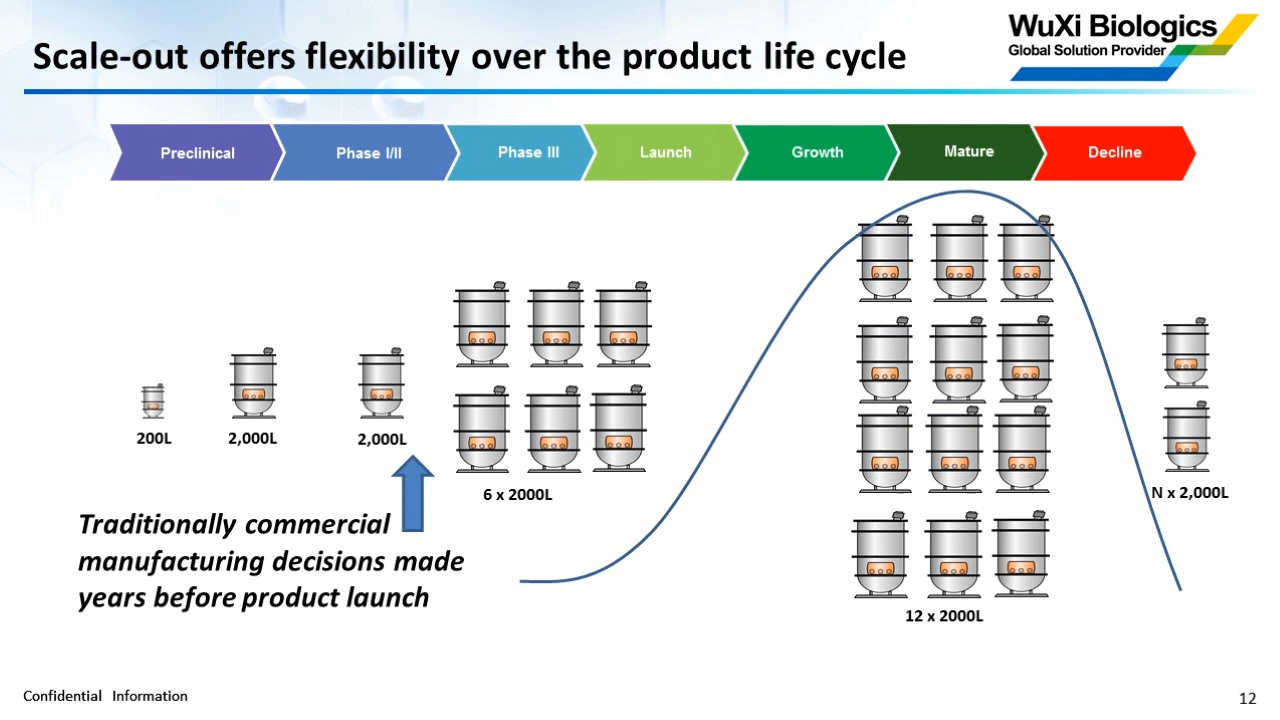 Scale-out offers flexibility over the product life cycle
WuXi Biologics
Global Solution Provider
Preclinical
Phase I/II
Phase III
Launch
Growth
Mature
Decline
200L
2,000L
2,000L
6 x 2000L
12 x 2000L
N x 2,000L
Traditionally commercial
manufacturing decisions made
years before product launch
Confidential Information
12